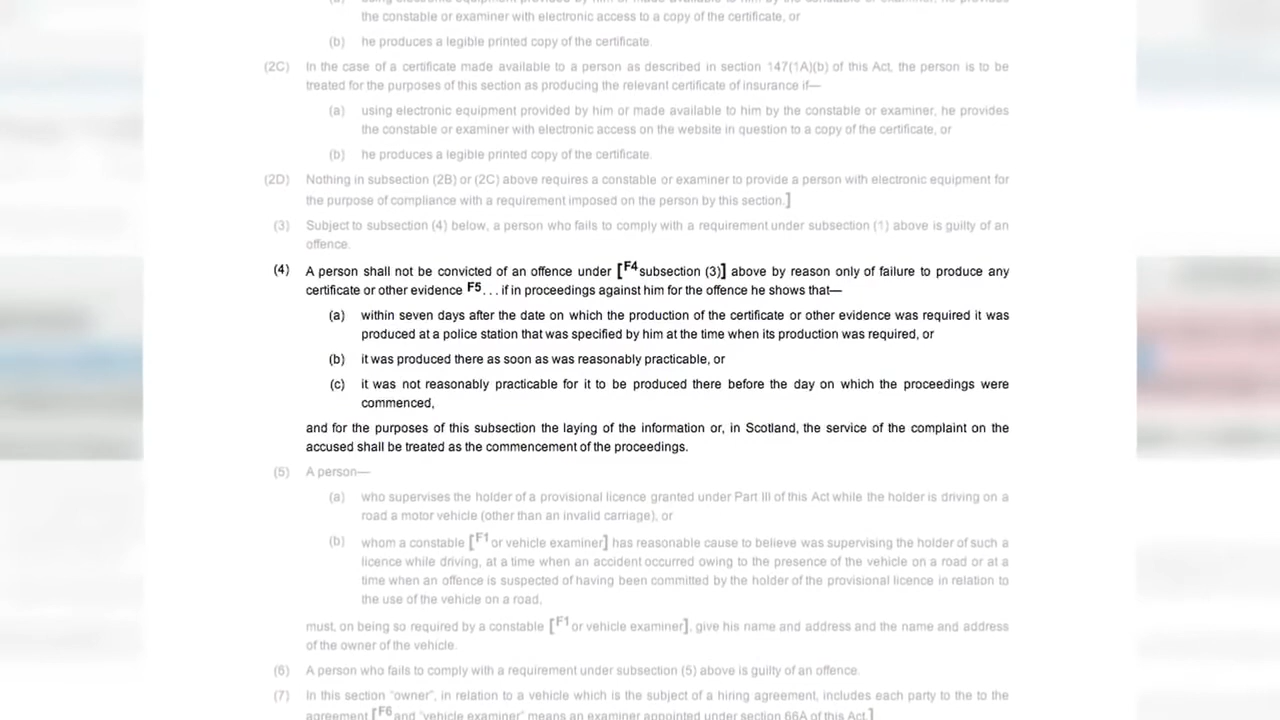 the constable or examiner with electronic access to a copy of the certificate, or
(b) he produces a legible printed copy of the certificate.
(2C) In the case of a certificate made available to a person as described in section 147(1A)(b) of this Act, the person is to be
treated for the purposes of this section as producing the relevant certificate of insurance if—
(a) using electronic equipment provided by him or made available to him by the constable or examiner, he provides
the constable or examiner with electronic access on the website in question to a copy of the certificate, or
(b) he produces a legible printed copy of the certificate.
(2D) Nothing in subsection (2B) or (2C) above requires a constable or examiner to provide a person with electronic equipment for
the purpose of compliance with a requirement imposed on the person by this section.]
(3) Subject to subsection (4) below, a person who fails to comply with a requirement under subsection (1) above is guilty of an
offence.
(4) A person shall not be convicted of an offence under [F4 subsection (3)] above by reason only of failure to produce any
certificate or other evidence F5. . . if in proceedings against him for the offence he shows that—
(a) within seven days after the date on which the production of the certificate or other evidence was required it was
produced at a police station that was specified by him at the time when its production was required, or
(b) it was produced there as soon as was reasonably practicable, or
(c) it was not reasonably practicable for it to be produced there before the day on which the proceedings were
commenced,
and for the purposes of this subsection the laying of the information or, in Scotland, the service of the complaint on the
accused shall be treated as the commencement of the proceedings.
(5) A person—
(a) who supervises the holder of a provisional licence granted under Part III of this Act while the holder is driving on a
road a motor vehicle (other than an invalid carriage), or
(b) whom a constable [F1 or vehicle examiner] has reasonable cause to believe was supervising the holder of such a
licence while driving, at a time when an accident occurred owing to the presence of the vehicle on a road or at a
time when an offence is suspected of having been committed by the holder of the provisional licence in relation to
the use of the vehicle on a road,
must, on being so required by a constable [F1 or vehicle examiner], give his name and address and the name and address
of the owner of the vehicle.
(6) A person who fails to comply with a requirement under subsection (5) above is guilty of an offence.
(7) In this section "owner", in relation to a vehicle which is the subject of a hiring agreement, includes each party to the to the
agreement [F6 and "vehicle examiner" means an examiner appointed under section 66A of this Act.]